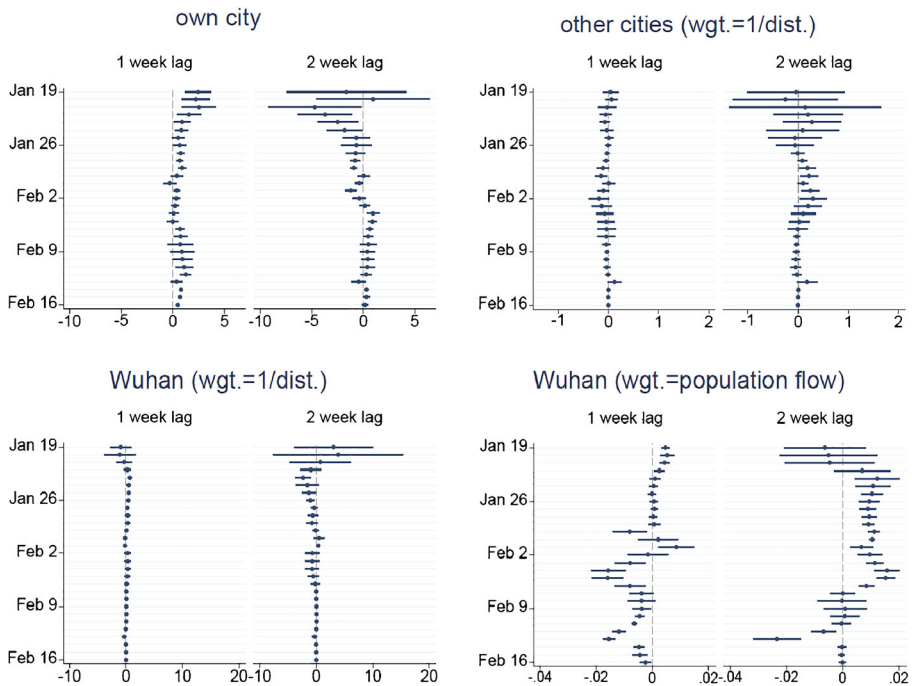 own city
1 week lag
2 week lag
Jan 19
Jan 26
Feb 2
Feb 9
Feb 16
-10 -5 0 5
-10 -5 0 5
other cities (wgt.=1/dist.)
1 week lag
2 week lag
-1 0 1 2
-1 0 1 2
Wuhan (wgt.=1/dist.)
1 week lag
2 week lag
Jan 19
Jan 26
Feb 2
Feb 9
Feb 16
-10 0 10 20
-10 0 10 20
Wuhan (wgt.=population flow)
1 week lag
2 week lag
Jan 19
Jan 26
Feb 2
Feb 9
Feb 16
-.04 -.02 0 .02
-.04 -.02 0 .02